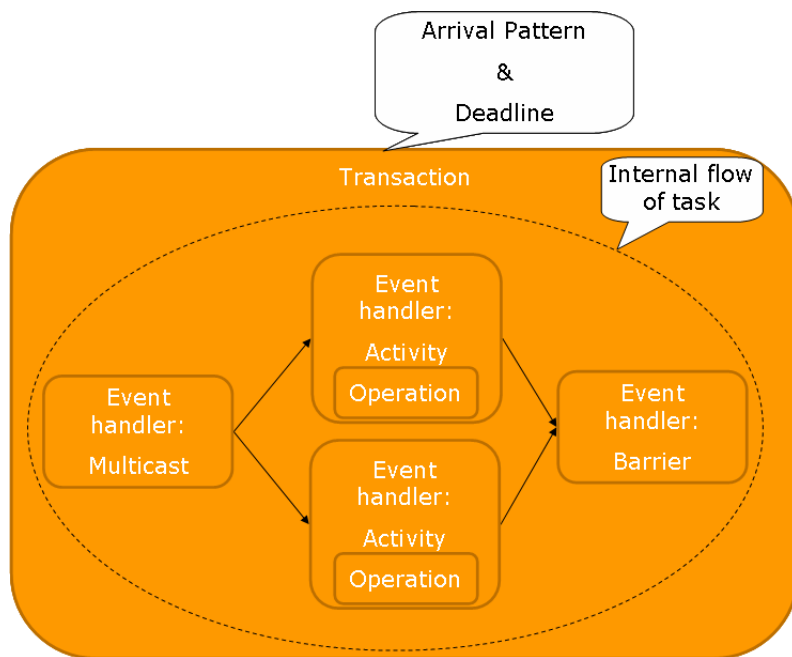 Arrival Pattern
&
Deadline
Transaction
Internal flow
of task
Event
handler:
Activity
Operation
Event
handler:
Multicast
Event
handler:
Barrier
Event
handler:
Activity
Operation